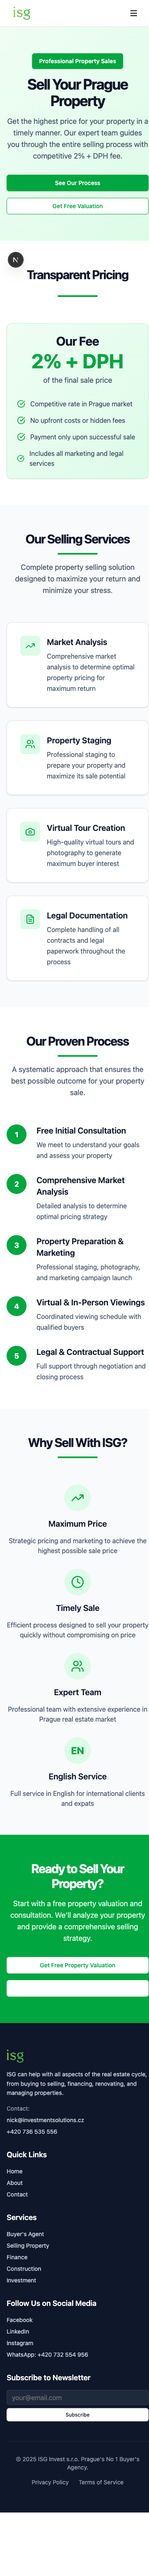 isg
Professional Property Sales
Sell Your Prague
Property
Get the highest price for your property in a
timely manner. Our expert team guides
you through the entire selling process with
competitive 2% + DPH fee.
See Our Process
Get Free Valuation
N
Transparent Pricing
Our Fee
2% + DPH
of the final sale price
Competitive rate in Prague market
No upfront costs or hidden fees
Payment only upon successful sale
Includes all marketing and legal
services
Our Selling Services
Complete property selling solution
designed to maximize your return and
minimize your stress.
Market Analysis
Comprehensive market
analysis to determine optimal
property pricing for
maximum return
Property Staging
Professional staging to
prepare your property and
maximize its sale potential
Virtual Tour Creation
High-quality virtual tours and
photography to generate
maximum buyer interest
Legal Documentation
Complete handling of all
contracts and legal
paperwork throughout the
process
Our Proven Process
A systematic approach that ensures the
best possible outcome for your property
sale.
1
Free Initial Consultation
We meet to understand your goals
and assess your property
2
Comprehensive Market
Analysis
Detailed analysis to determine
optimal pricing strategy
3
Property Preparation &
Marketing
Professional staging, photography,
and marketing campaign launch
4
Virtual & In-Person Viewings
Coordinated viewing schedule with
qualified buyers
5
Legal & Contractual Support
Full support through negotiation and
closing process
Why Sell With ISG?
Maximum Price
Strategic pricing and marketing to achieve the
highest possible sale price
Timely Sale
Efficient process designed to sell your property
quickly without compromising on price
Expert Team
Professional team with extensive experience in
Prague real estate market
EN
English Service
Full service in English for international clients
and expats
Ready to Sell Your
Property?
Start with a free property valuation and
consultation. We'll analyze your property
and provide a comprehensive selling
strategy.
Get Free Property Valuation
isg
ISG can help with all aspects of the real estate cycle,
from buying to selling, financing, renovating, and
managing properties.
Contact:
nick@investmentsolutions.cz
+420 736 535 556
Quick Links
Home
About
Contact
Services
Buyer's Agent
Selling Property
Finance
Construction
Investment
Follow Us on Social Media
Facebook
LinkedIn
Instagram
WhatsApp: +420 732 554 956
Subscribe to Newsletter
your@email.com
Subscribe
© 2025 ISG Invest s.r.o. Prague's No 1 Buyer's
Agency.
Privacy Policy Terms of Service